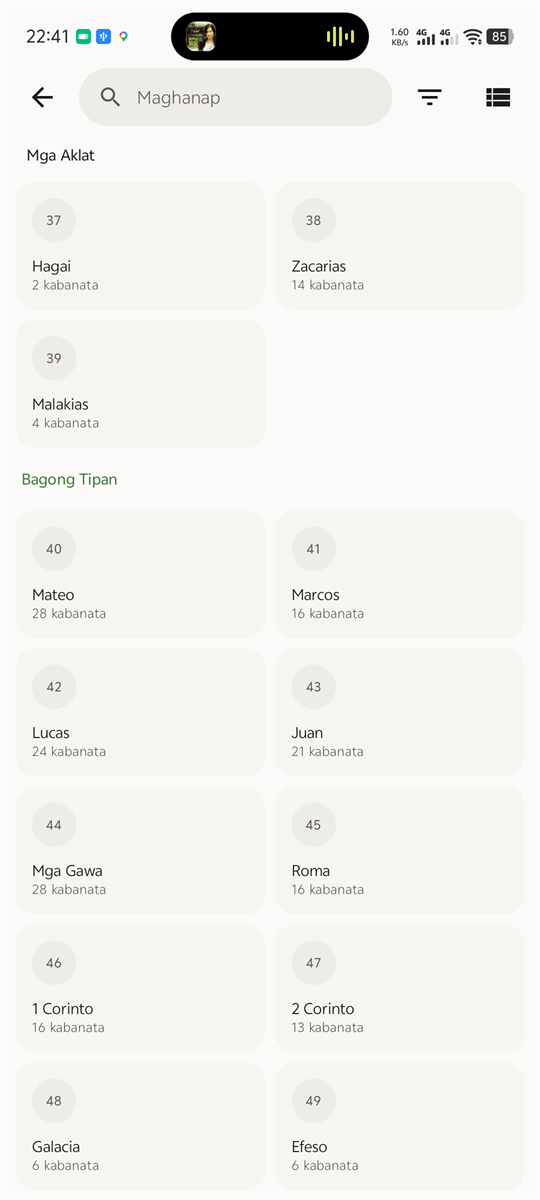 22:41
1.60
KB/s
4G
4G
85
Maghanap
Mga Aklat
37
Hagai
2 kabanata
38
Zacarias
14 kabanata
39
Malakias
4 kabanata
Bagong Tipan
40
Mateo
28 kabanata
41
Marcos
16 kabanata
42
Lucas
24 kabanata
43
Juan
21 kabanata
44
Mga Gawa
28 kabanata
45
Roma
16 kabanata
46
1 Corinto
16 kabanata
47
2 Corinto
13 kabanata
48
Galacia
6 kabanata
49
Efeso
6 kabanata